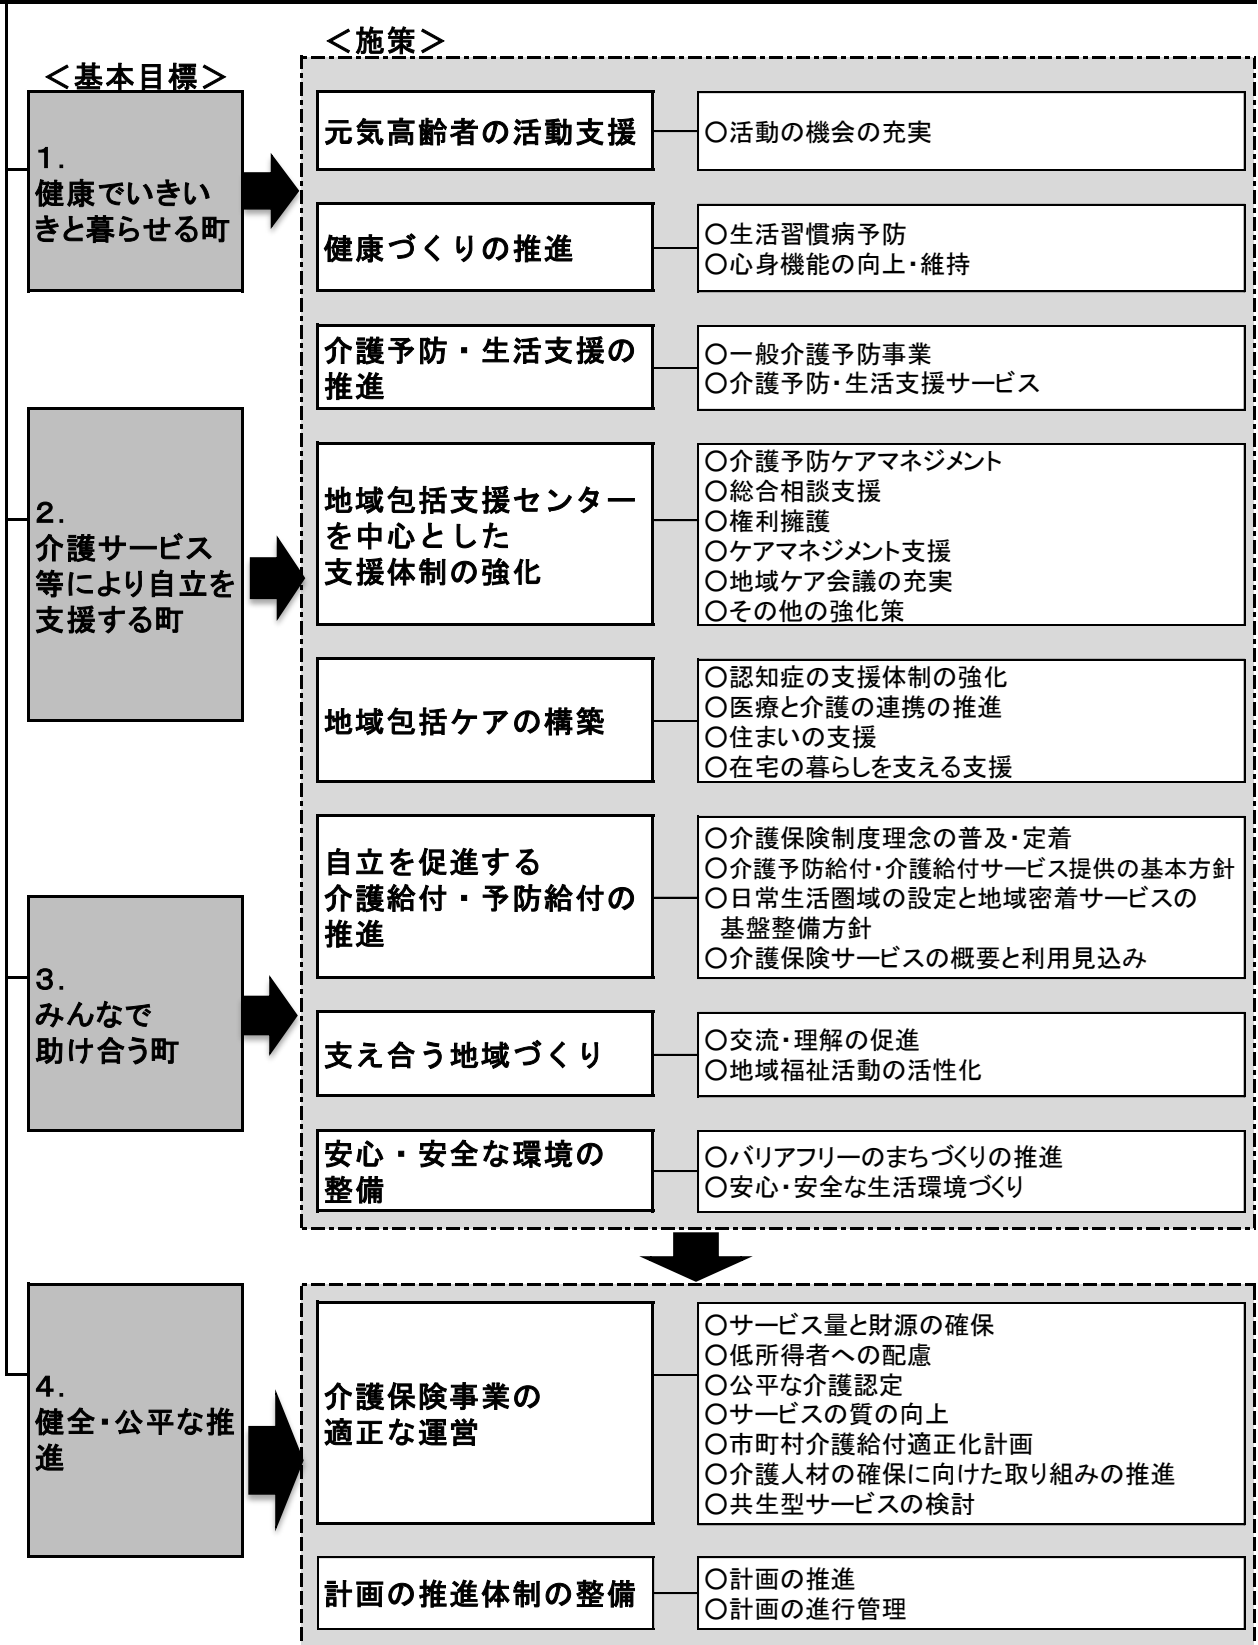 ＜施策＞
＜基本目標＞
１．
健康でいきい
きと暮らせる町
元気高齢者の活動支援
○活動の機会の充実
健康づくりの推進
○生活習慣病予防
○心身機能の向上・維持
介護予防・生活支援の
推進
○一般介護予防事業
○介護予防・生活支援サービス
２．
介護サービス
等により自立を
支援する町
地域包括支援センター
を中心とした
支援体制の強化
○介護予防ケアマネジメント
○総合相談支援
○権利擁護
○ケアマネジメント支援
○地域ケア会議の充実
○その他の強化策
地域包括ケアの構築
○認知症の支援体制の強化
○医療と介護の連携の推進
○住まいの支援
○在宅の暮らしを支える支援
自立を促進する
介護給付・予防給付の
推進
○介護保険制度理念の普及・定着
○介護予防給付・介護給付サービス提供の基本方針
○日常生活圏域の設定と地域密着サービスの
基盤整備方針
○介護保険サービスの概要と利用見込み
３．
みんなで
助け合う町
支え合う地域づくり
○交流・理解の促進
○地域福祉活動の活性化
安心・安全な環境の
整備
○バリアフリーのまちづくりの推進
○安心・安全な生活環境づくり
４．
健全・公平な推
進
介護保険事業の
適正な運営
○サービス量と財源の確保
○低所得者への配慮
○公平な介護認定
○サービスの質の向上
○市町村介護給付適正化計画
○介護人材の確保に向けた取り組みの推進
○共生型サービスの検討
計画の推進体制の整備
○計画の推進
○計画の進行管理